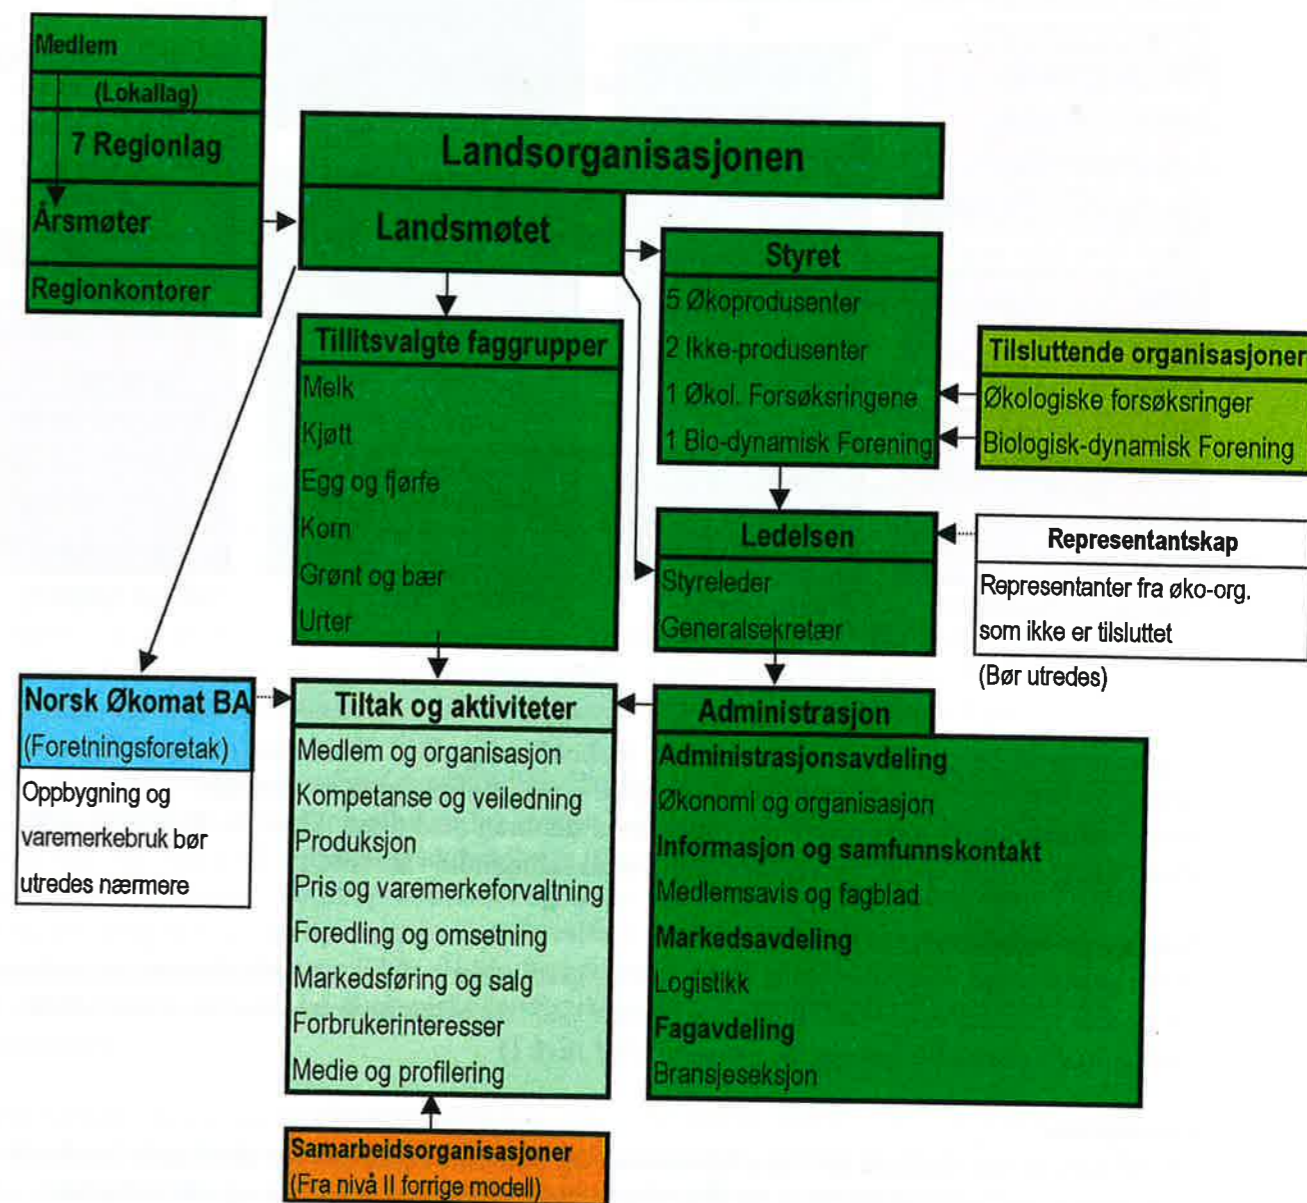 Medlem
(Lokallag)
7 Regionlag
Årsmøter
Regionkontorer
Landsorganisasjonen
Landsmøtet
Styret
5 Økoprodusenter
2 Ikke-produsenter
1 Økol. Forsøksringene
1 Bio-dynamisk Forening
Tilsluttende organisasjoner
Økologiske forsøksringer
Biologisk-dynamisk Forening
Tillitsvalgte faggrupper
Melk
Kjøtt
Egg og fjørfe
Korn
Grønt og bær
Urter
Ledelsen
Styreleder
Generalsekretær
Representantskap
Representanter fra øko-org.
som ikke er tilsluttet
(Bør utredes)
Norsk Økomat BA
(Foretningsforetak)
Oppbygning og
varemerkebruk bør
utredes nærmere
Tiltak og aktiviteter
Medlem og organisasjon
Kompetanse og veiledning
Produksjon
Pris og varemerkeforvaltning
Foredling og omsetning
Markedsføring og salg
Forbrukerinteresser
Medie og profilering
Administrasjon
Administrasjonsavdeling
Økonomi og organisasjon
Informasjon og samfunnskontakt
Medlemsavis og fagblad
Markedsavdeling
Logistikk
Fagavdeling
Bransjeseksjon
Samarbeidsorganisasjoner
(Fra nivå II forrige modell)